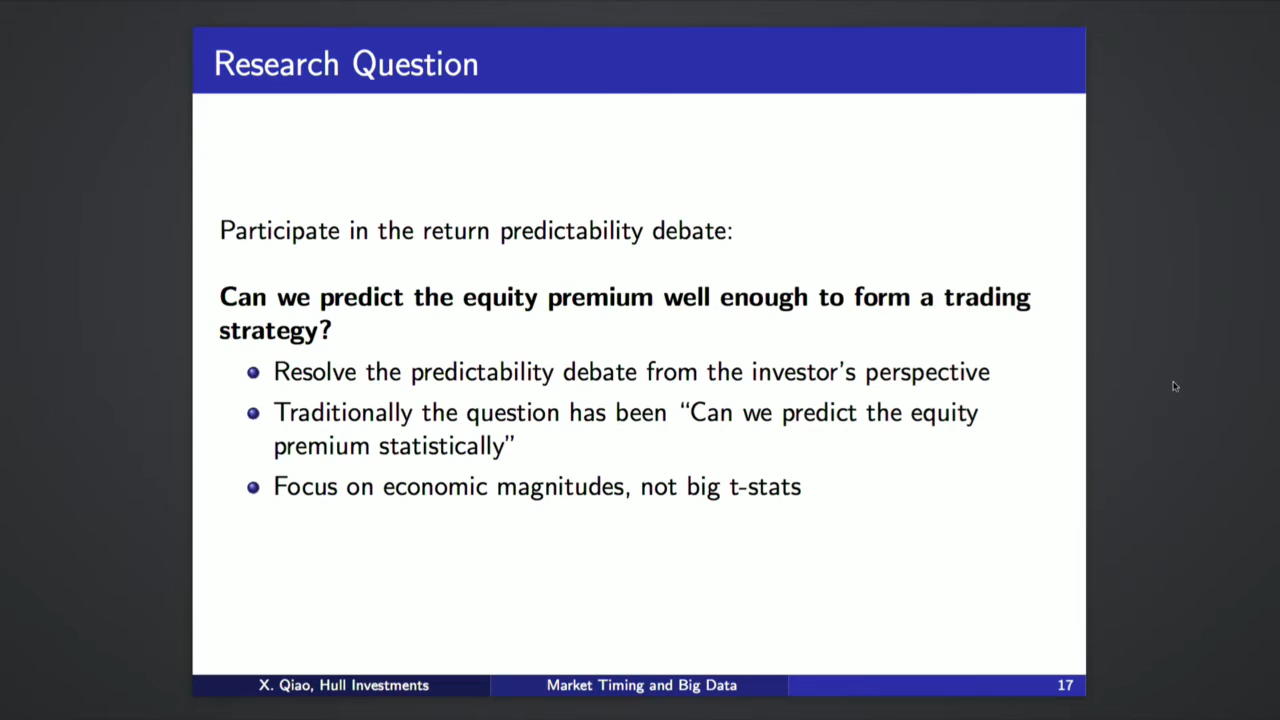 Research Question
Participate in the return predictability debate:
Can we predict the equity premium well enough to form a trading
strategy?
Resolve the predictability debate from the investor's perspective
Traditionally the question has been “Can we predict the equity
premium statistically”
Focus on economic magnitudes, not big t-stats
X. Qiao, Hull Investments
Market Timing and Big Data
17